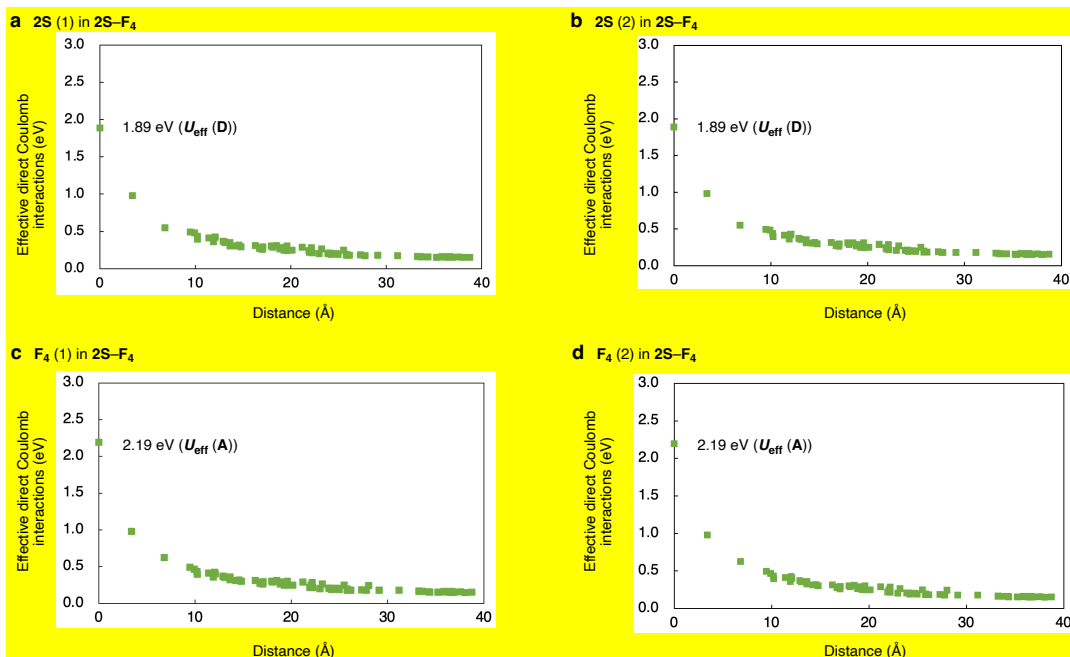 a 2S (1) in 2S–F4
Effective direct Coulomb
interactions (eV)
3.0
2.5
2.0
1.5
1.0
0.5
0.0
1.89 eV (Ueff (D))
0
10
20
30
40
Distance (Å)
b 2S (2) in 2S–F4
Effective direct Coulomb
interactions (eV)
3.0
2.5
2.0
1.5
1.0
0.5
0.0
1.89 eV (Ueff (D))
0
10
20
30
40
Distance (Å)
c F4 (1) in 2S–F4
Effective direct Coulomb
interactions (eV)
3.0
2.5
2.0
1.5
1.0
0.5
0.0
2.19 eV (Ueff (A))
0
10
20
30
40
Distance (Å)
d F4 (2) in 2S–F4
Effective direct Coulomb
interactions (eV)
3.0
2.5
2.0
1.5
1.0
0.5
0.0
2.19 eV (Ueff (A))
0
10
20
30
40
Distance (Å)